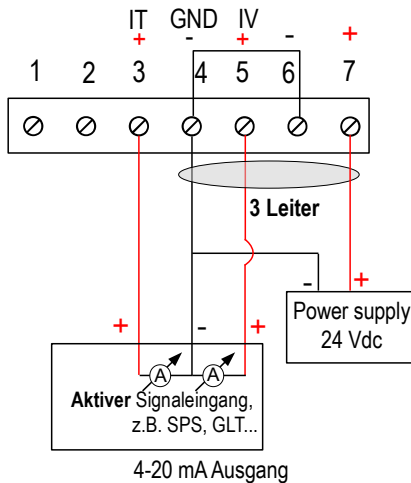 IT GND IV
+ - + - +
1 2 3 4 5 6 7
3 Leiter
- +
+ - +
Power supply
24 Vdc
A A
Aktiver Signaleingang,
z.B. SPS, GLT...
4-20 mA Ausgang